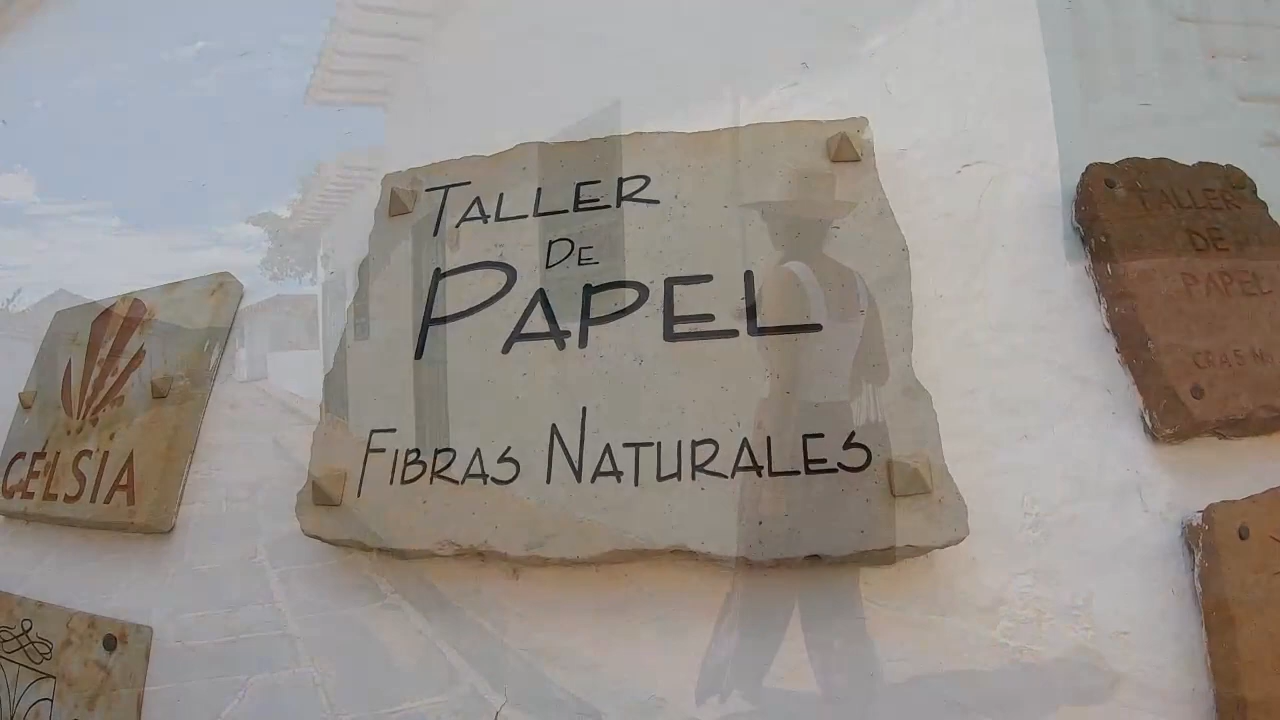 TALLER
DE
PAPEL
FIBRAS NATURALES
CELSIA
TALLER
DE
PAPEL